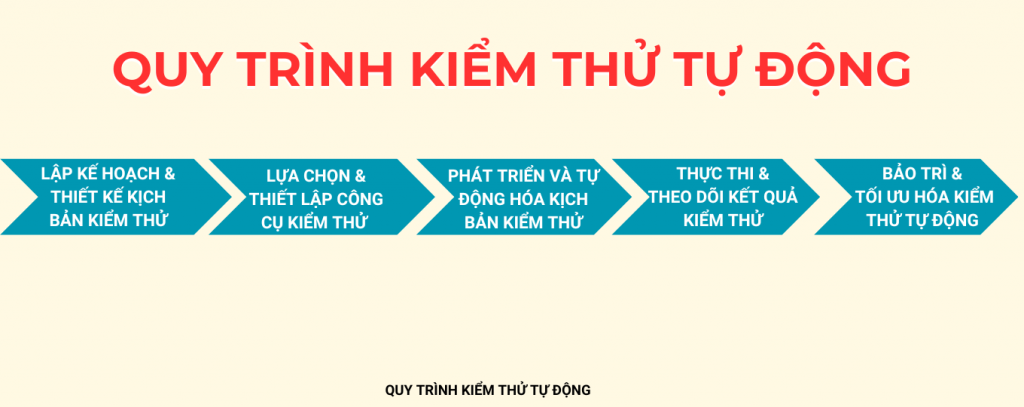 QUY TRÌNH KIỂM THỬ TỰ ĐỘNG
LẬP KẾ HOẠCH &
THIẾT KẾ KỊCH
BẢN KIỂM THỬ
LỰA CHỌN &
THIẾT LẬP CÔNG
CỤ KIỂM THỬ
PHÁT TRIỂN VÀ TỰ
ĐỘNG HÓA KỊCH
BẢN KIỂM THỬ
THỰC THI &
THEO DÕI KẾT QUẢ
KIỂM THỬ
BẢO TRÌ &
TỐI ƯU HÓA KIỂM
THỬ TỰ ĐỘNG
QUY TRÌNH KIỂM THỬ TỰ ĐỘNG